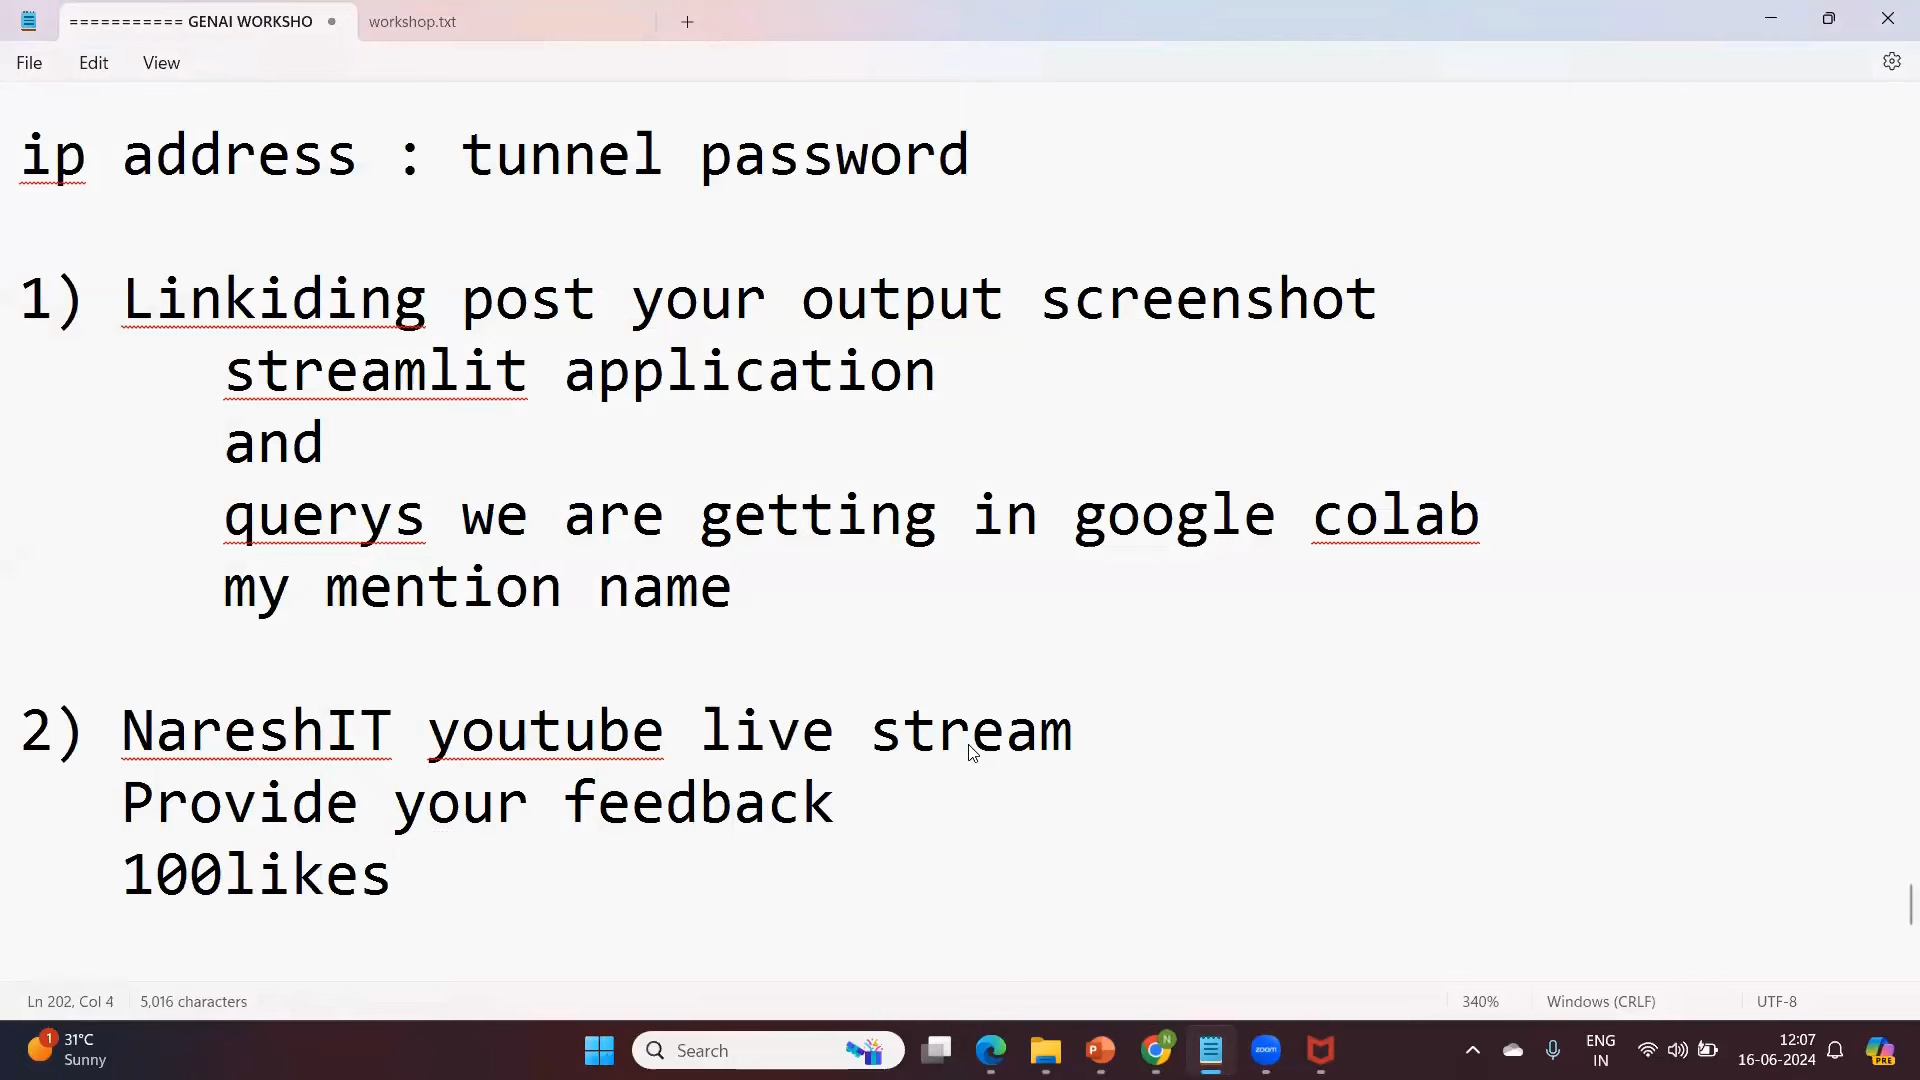 =========== GENAI WORKSHO
workshop.txt
File Edit View
ip address : tunnel password
1) Linkiding post your output screenshot
streamlit application
and
querys we are getting in google colab
my mention name
2) NareshIT youtube live stream
Provide your feedback
100likes
Ln 202, Col 4 5,016 characters 340% Windows (CRLF) UTF-8
1 31°C
Sunny
Search
P
N
zoom
ENG
IN
12:07
16-06-2024
PRE